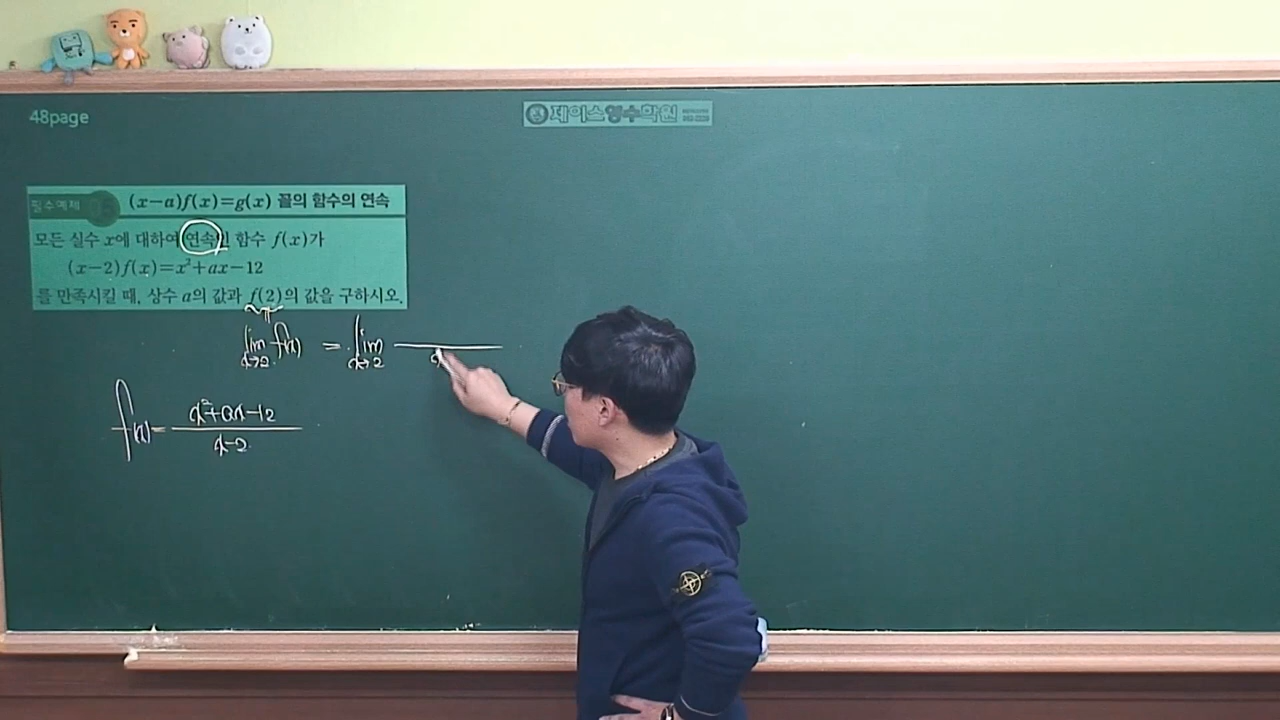 48page
제이스영수학원
필수예제 (x-a)f(x)=g(x) 꼴의 함수의 연속
모든 실수 x에 대하여 연속인 함수 f(x)가
(x-2)f(x)=x²+ax-12
를 만족시킬 때, 상수 a의 값과 f(2)의 값을 구하시오.
lim f(x) = lim
x→2 x→2
f(x)= x²+ax-12
x-2